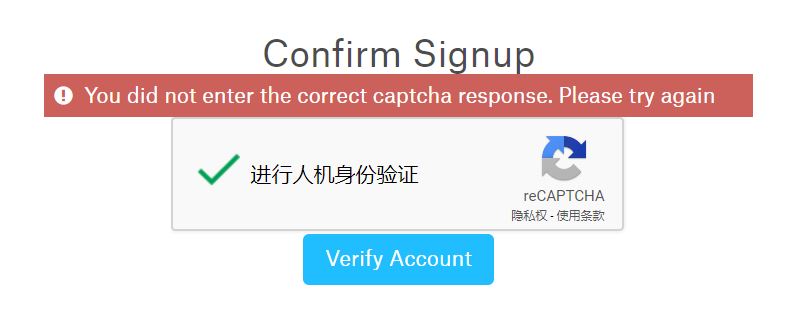 Confirm Signup
You did not enter the correct captcha response. Please try again
进行人机身份验证
reCAPTCHA
隐私权 - 使用条款
Verify Account